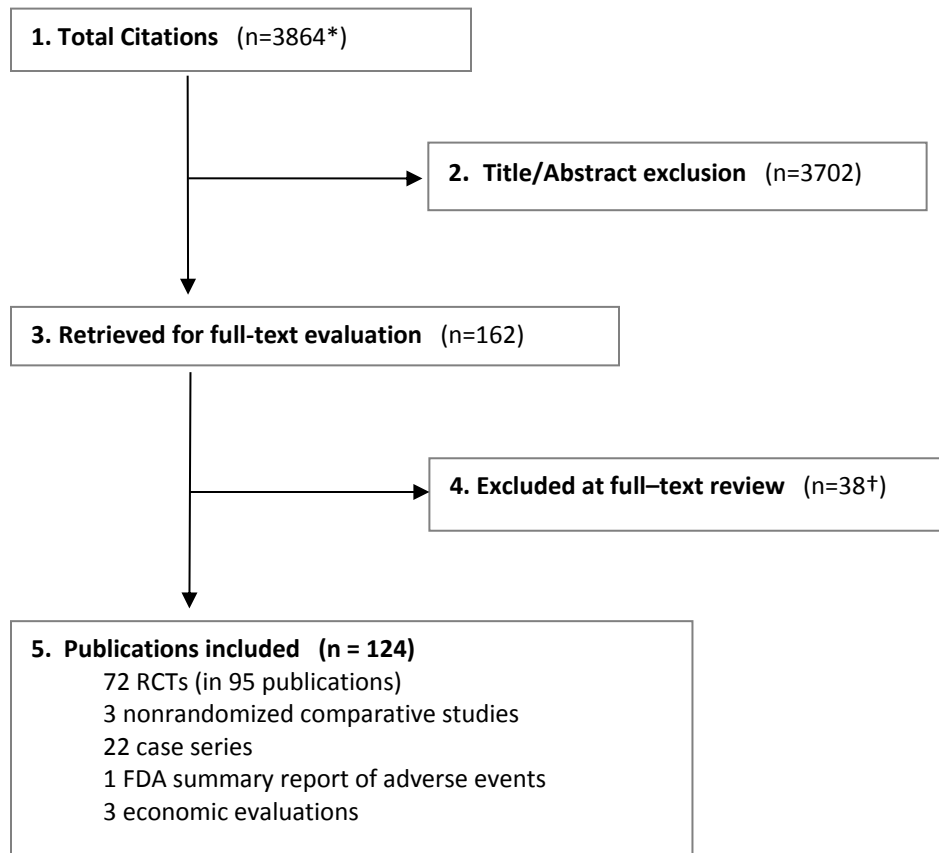 1. Total Citations (n=3864*)
2. Title/Abstract exclusion (n=3702)
3. Retrieved for full-text evaluation (n=162)
4. Excluded at full–text review (n=38†)
5. Publications included (n = 124)
72 RCTs (in 95 publications)
3 nonrandomized comparative studies
22 case series
1 FDA summary report of adverse events
3 economic evaluations